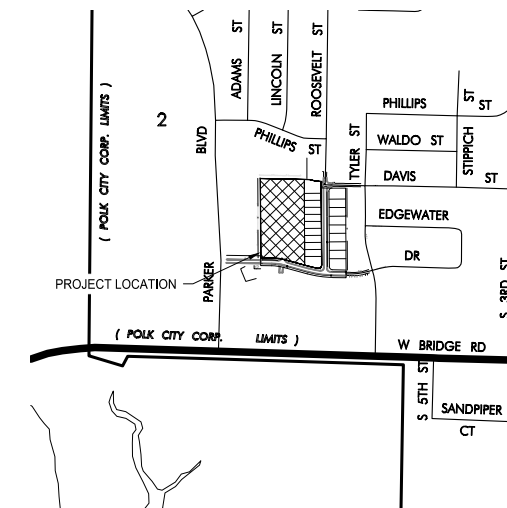 ADAMS ST
LINCOLN ST
ROOSEVELT ST
( POLK CITY CORP. LIMITS )
2
BLVD
PARKER
PHILLIPS ST
TYLER ST
PHILLIPS ST
ST
STIPPICH
WALDO ST
DAVIS ST
EDGEWATER
DR
S 3RD ST
PROJECT LOCATION
( POLK CITY CORP. LIMITS )
W BRIDGE RD
S 5TH ST
SANDPIPER
CT